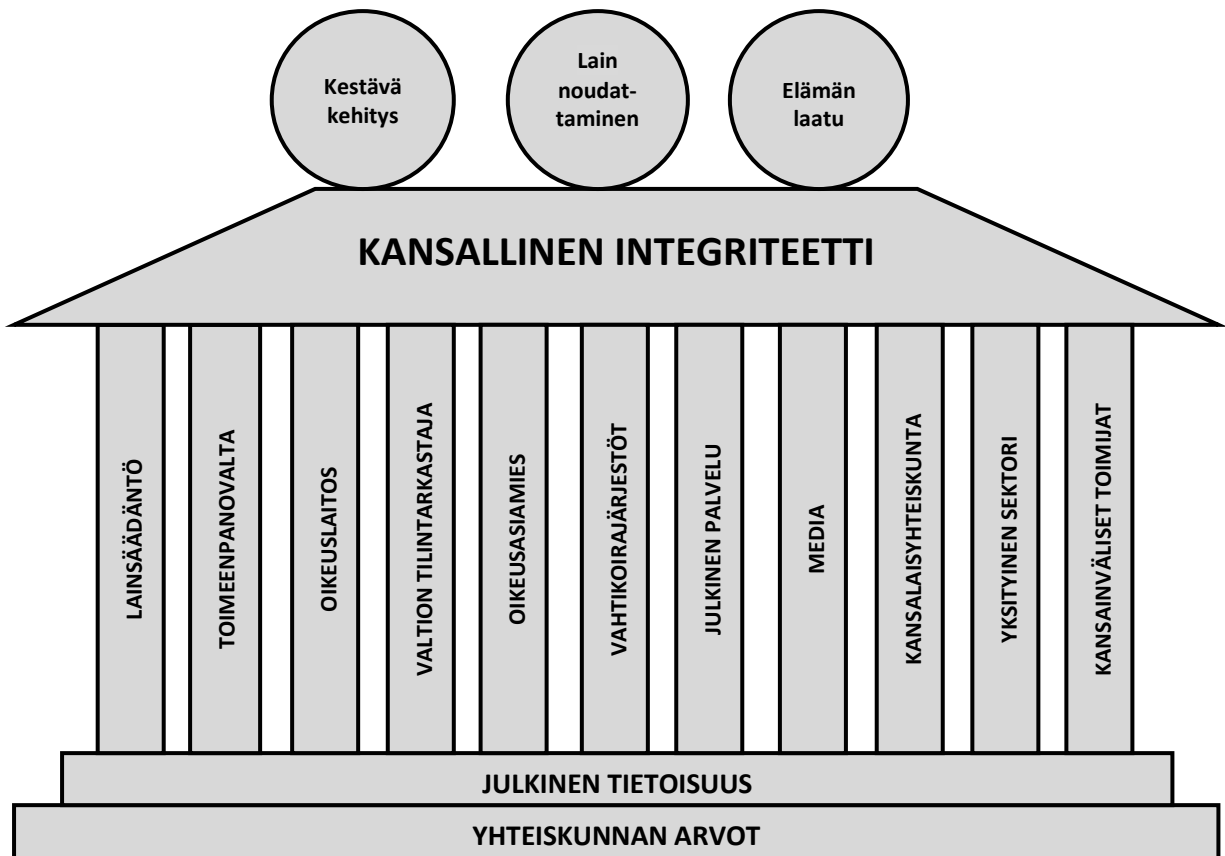 Kestävä
kehitys
Lain
noudat-
taminen
Elämän
laatu
KANSALLINEN INTEGRITEETTI
LAINSÄÄDÄNTÖ
TOIMEENPANOVALTA
OIKEUSLAITOS
VALTION TILINTARKASTAJA
OIKEUSASIAMIES
VAHTIKOIRAJÄRJESTÖT
JULKINEN PALVELU
MEDIA
KANSALAISYHTEISKUNTA
YKSITYINEN SEKTORI
KANSAINVÄLISET TOIMIJAT
JULKINEN TIETOISUUS
YHTEISKUNNAN ARVOT